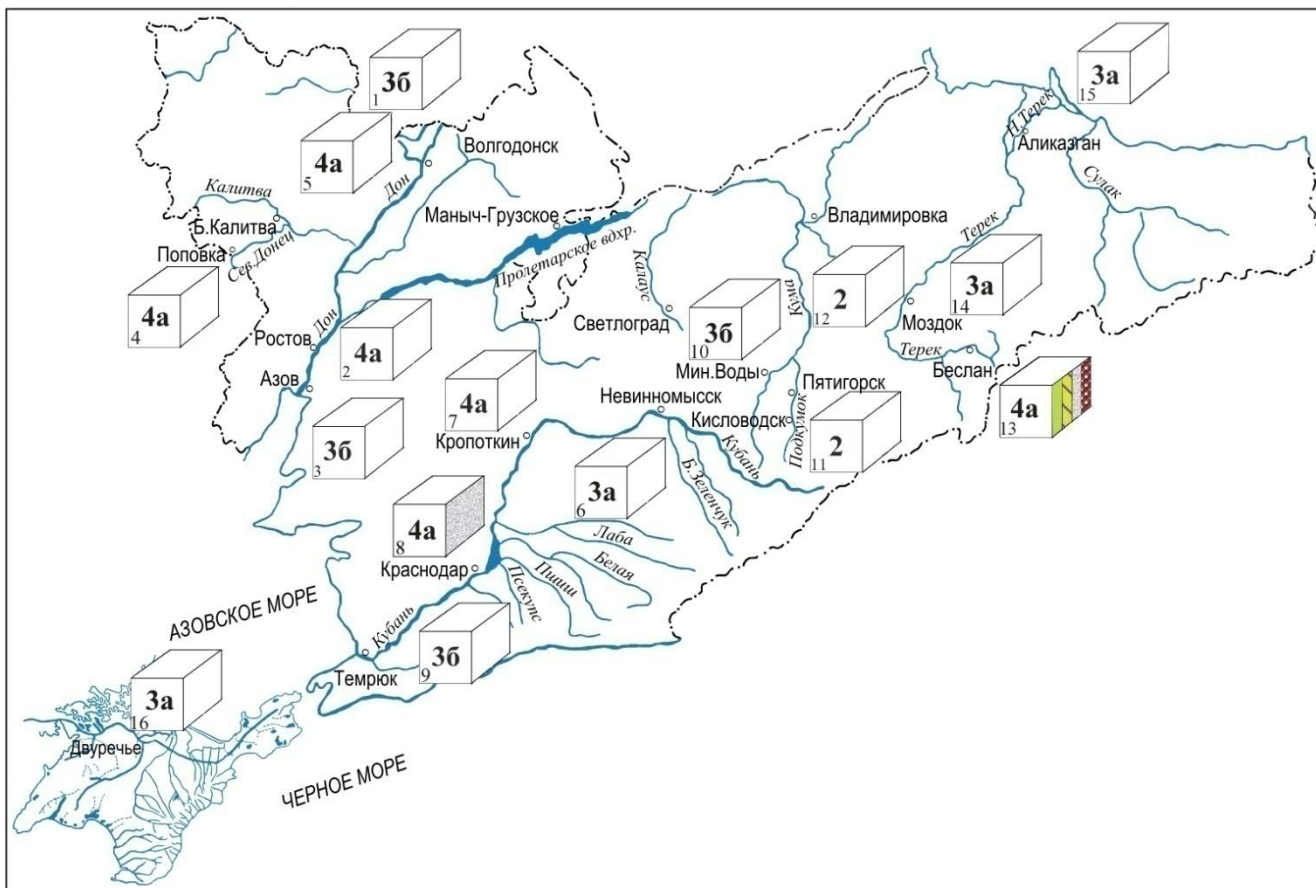 3б
1
3а
15
4а
5
Волгодонск
Дон
Н.Терек
Аликазган
Калитва
Б.Калитва
Сулак
Маныч-Грузское
Владимировка
Поповка
Сев.Донец
Пролетарское вдхр.
Терек
Калаус
Кума
4а
4
2
12
3а
14
Дон
Ростов
4а
2
Светлоград
3б
10
Моздок
Терек
Беслан
Азов
4а
7
Мин.Воды
Пятигорск
4а
13
Невинномысск
Кисловодск
Подкумок
2
11
Кропоткин
3б
3
Кубань
Б.Зеленчук
3а
6
4а
8
Лаба
Белая
Краснодар
Пшиш
Псекупс
АЗОВСКОЕ МОРЕ
Кубань
3б
9
Темрюк
3а
16
Двуречье
ЧЕРНОЕ МОРЕ